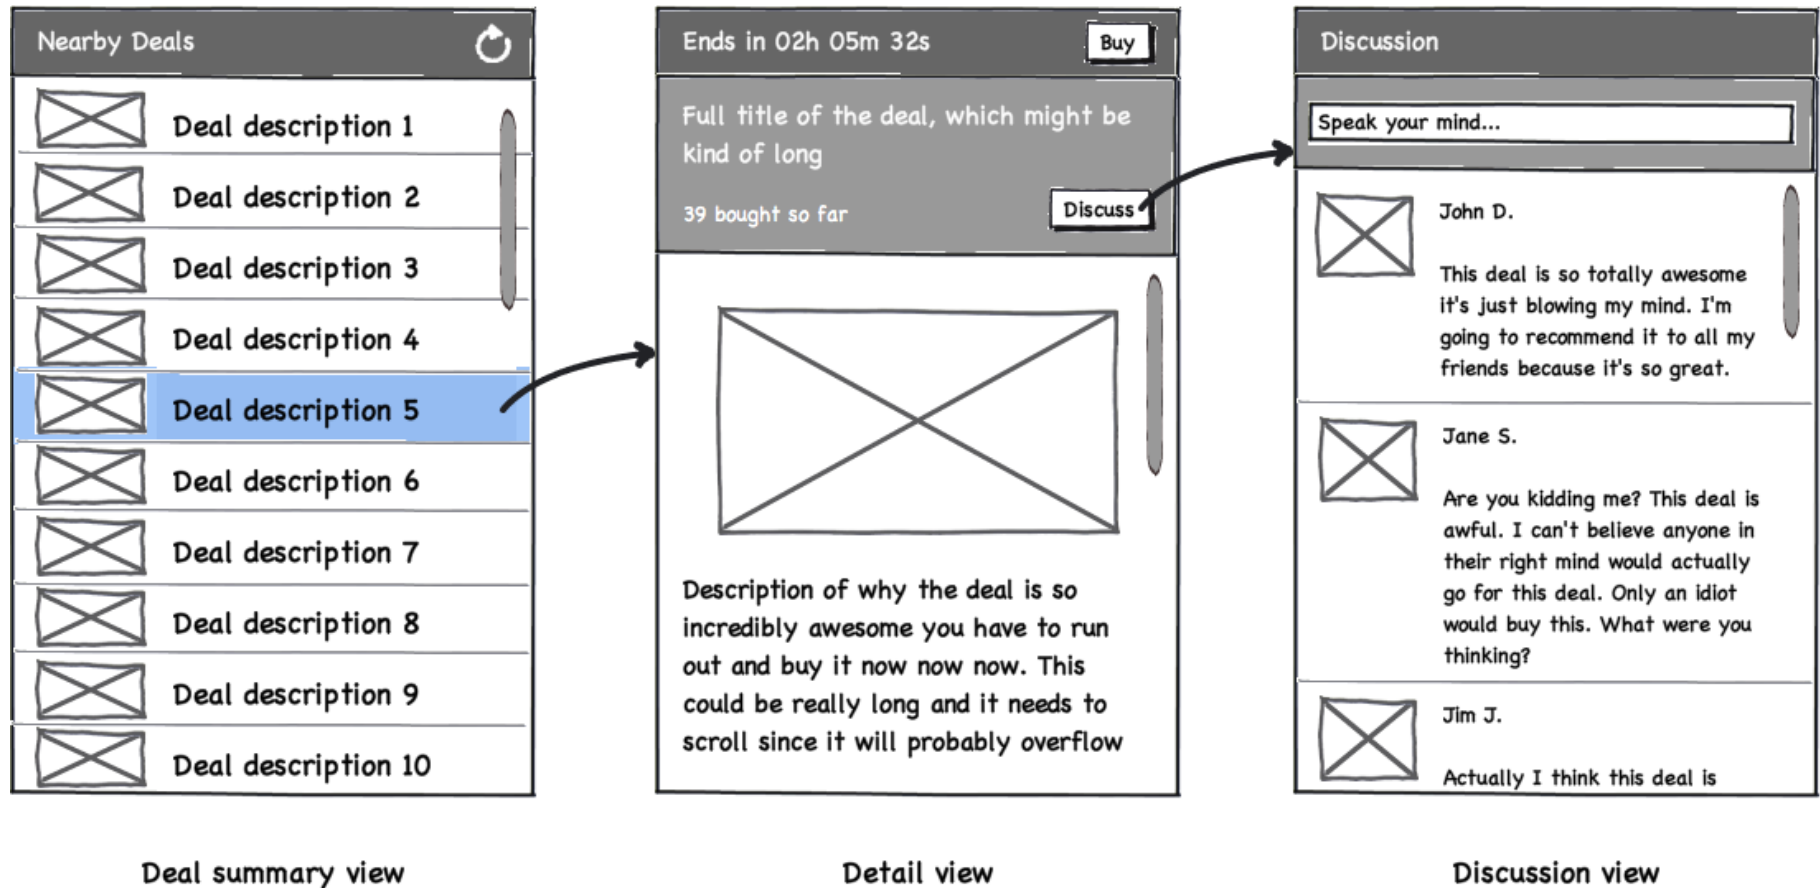 Nearby Deals
Deal description 1
Deal description 2
Deal description 3
Deal description 4
Deal description 5
Deal description 6
Deal description 7
Deal description 8
Deal description 9
Deal description 10
Deal summary view
Ends in 02h 05m 32s
Buy
Full title of the deal, which might be
kind of long
39 bought so far
Discuss
Description of why the deal is so
incredibly awesome you have to run
out and buy it now now now. This
could be really long and it needs to
scroll since it will probably overflow
Detail view
Discussion
Speak your mind...
John D.
This deal is so totally awesome
it's just blowing my mind. I'm
going to recommend it to all my
friends because it's so great.
Jane S.
Are you kidding me? This deal is
awful. I can't believe anyone in
their right mind would actually
go for this deal. Only an idiot
would buy this. What were you
thinking?
Jim J.
Actually I think this deal is
Discussion view